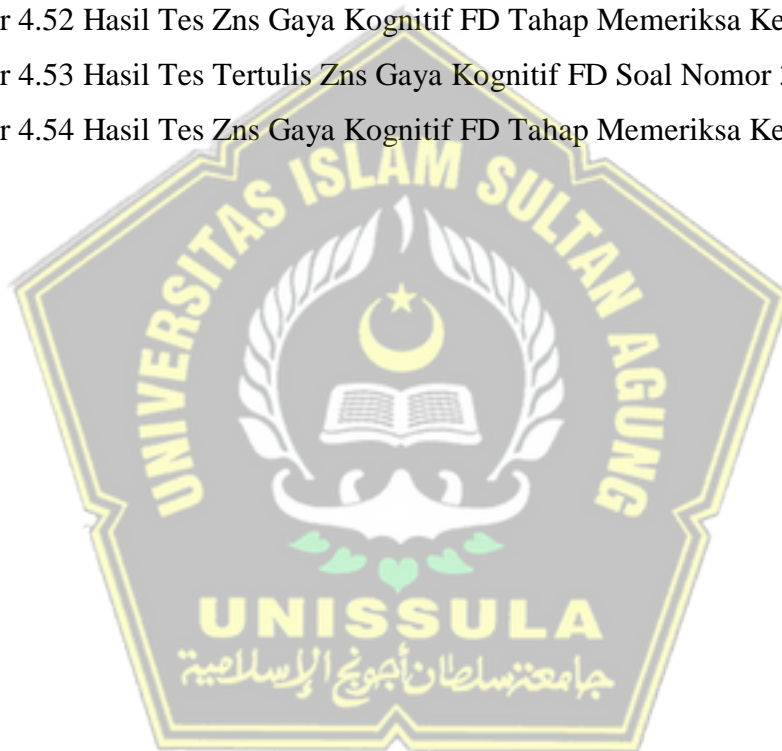 r 4.52 Hasil Tes Zns Gaya Kognitif FD Tahap Memeriksa Ke
r 4.53 Hasil Tes Tertulis Zns Gaya Kognitif FD Soal Nomor
r 4.54 Hasil Tes Zns Gaya Kognitif FD Tahap Memeriksa Ke
UNIVERSITAS ISLAM SULTAN AGUNG
UNISSULA
جامعتنسلطان أجونج الإسلامية